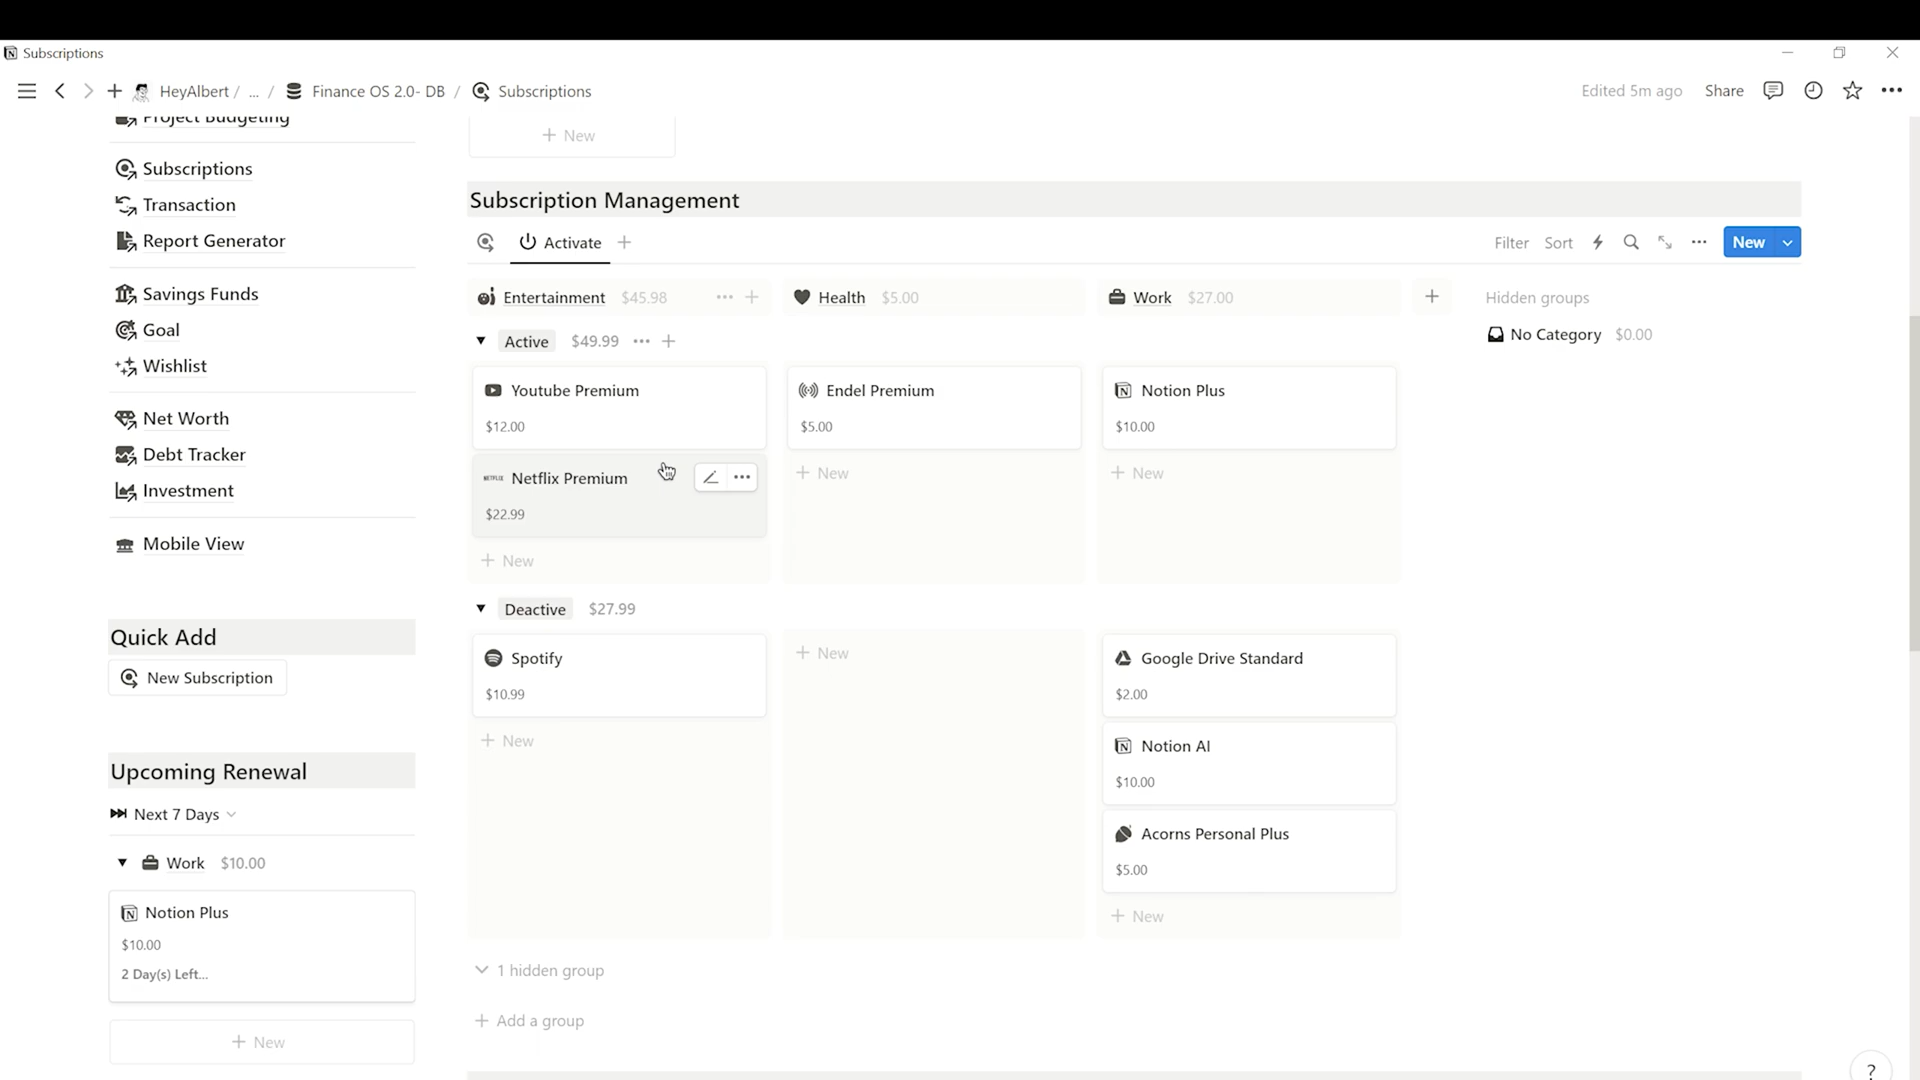 Subscriptions
HeyAlbert / ... / Finance OS 2.0- DB / Subscriptions
Edited 5m ago Share
Project Budgeting
Subscriptions
Transaction
Report Generator
Savings Funds
Goal
Wishlist
Net Worth
Debt Tracker
Investment
Mobile View
Quick Add
New Subscription
Upcoming Renewal
Next 7 Days
Work $10.00
Notion Plus
$10.00
2 Day(s) Left...
+ New
+ New
Subscription Management
Activate +
Filter Sort New
Entertainment $45.98 ... +
Health $5.00
Work $27.00
+
Hidden groups
No Category $0.00
Active $49.99 ... +
Youtube Premium
$12.00
NETFLIX Netflix Premium
$22.99
+ New
Endel Premium
$5.00
+ New
Notion Plus
$10.00
+ New
Deactive $27.99
Spotify
$10.99
+ New
+ New
Google Drive Standard
$2.00
Notion AI
$10.00
Acorns Personal Plus
$5.00
+ New
1 hidden group
+ Add a group
?